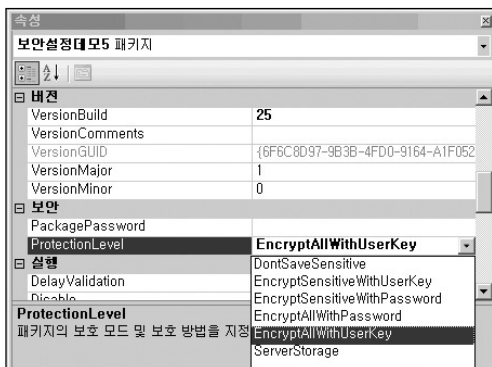 속성
보안설정데모5 패키지
버전
VersionBuild 25
VersionComments
VersionGUID {6F6C8D97-9B3B-4FD0-9164-A1F052
VersionMajor 1
VersionMinor 0
보안
PackagePassword
ProtectionLevel EncryptAllWithUserKey
실행
DelayValidation
Disable
DontSaveSensitive
EncryptSensitiveWithUserKey
EncryptSensitiveWithPassword
EncryptAllWithPassword
EncryptAllWithUserKey
ServerStorage
ProtectionLevel
패키지의 보호 모드 및 보호 방법을 지정